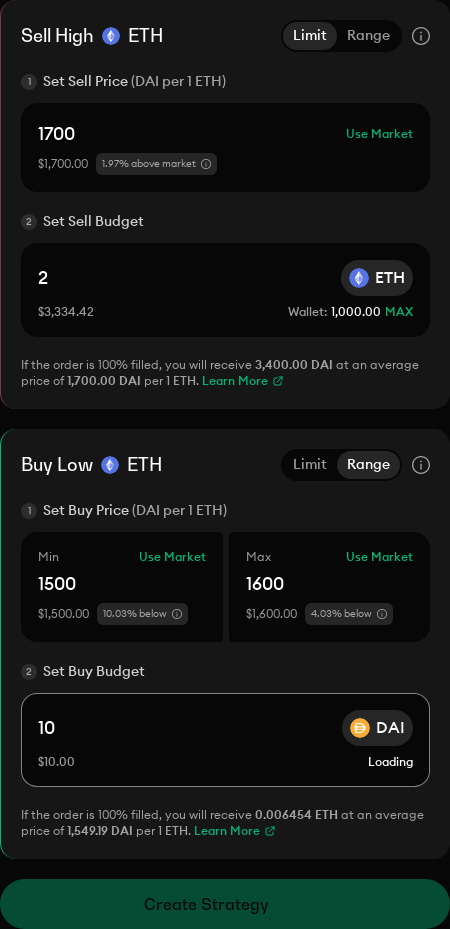 Sell High ETH Limit Range
1 Set Sell Price (DAI per 1 ETH)
1700 Use Market
$1,700.00 1.97% above market
2 Set Sell Budget
2 ETH
$3,334.42 Wallet: 1,000.00 MAX
If the order is 100% filled, you will receive 3,400.00 DAI at an average
price of 1,700.00 DAI per 1 ETH. Learn More
Buy Low ETH Limit Range
1 Set Buy Price (DAI per 1 ETH)
Min Use Market Max Use Market
1500 1600
$1,500.00 10.03% below $1,600.00 4.03% below
2 Set Buy Budget
10 DAI
$10.00 Loading
If the order is 100% filled, you will receive 0.006454 ETH at an average
price of 1,549.19 DAI per 1 ETH. Learn More
Create Strategy